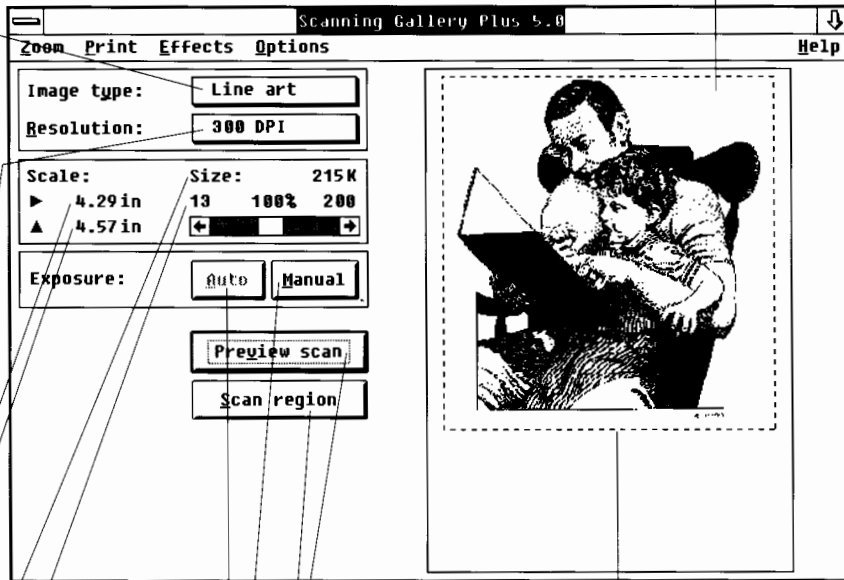 Scanning Gallery Plus 5.0
Zoom Print Effects Options Help
Image type: Line art
Resolution: 300 DPI
Scale: Size: 215K
4.29in 13 100% 200
4.57in
Exposure: Auto Manual
Preview scan
Scan region